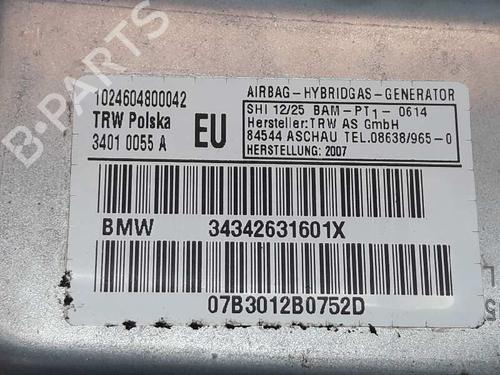 1024604800042
TRW Polska
3401 0055 A
EU
AIRBAG-HYBRIDGAS-GENERATOR
SHI 12/25 BAM-PT1-0614
Hersteller:TRW AS GmbH
84544 ASCHAU TEL.08638/965-0
HERSTELLUNG: 2007
BMW 34342631601X
07B3012B0752D
L 5
B-PARTS